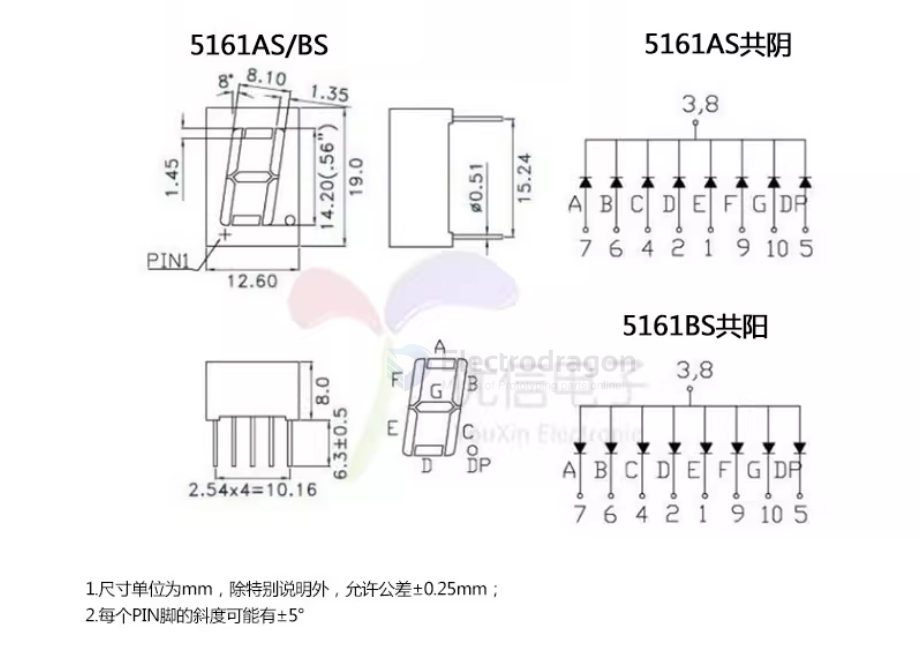 5161AS/BS
5161AS共阴
8°
8.10
1.35
3,8
1.45
14.20(.56")
19.0
ø0.51
15.24
A B C D E F G DP
7 6 4 2 1 9 10 5
PIN1
12.60
5161BS共阳
3,8
A
Electrodragon
F
G
B
8.0
光信电子
E
C
YouXin Electronic
6.3±0.5
D
DP
2.54x4=10.16
A B C D E F G DP
7 6 4 2 1 9 10 5
1.尺寸单位为mm，除特别说明外，允许公差±0.25mm；
2.每个PIN脚的斜度可能有±5°